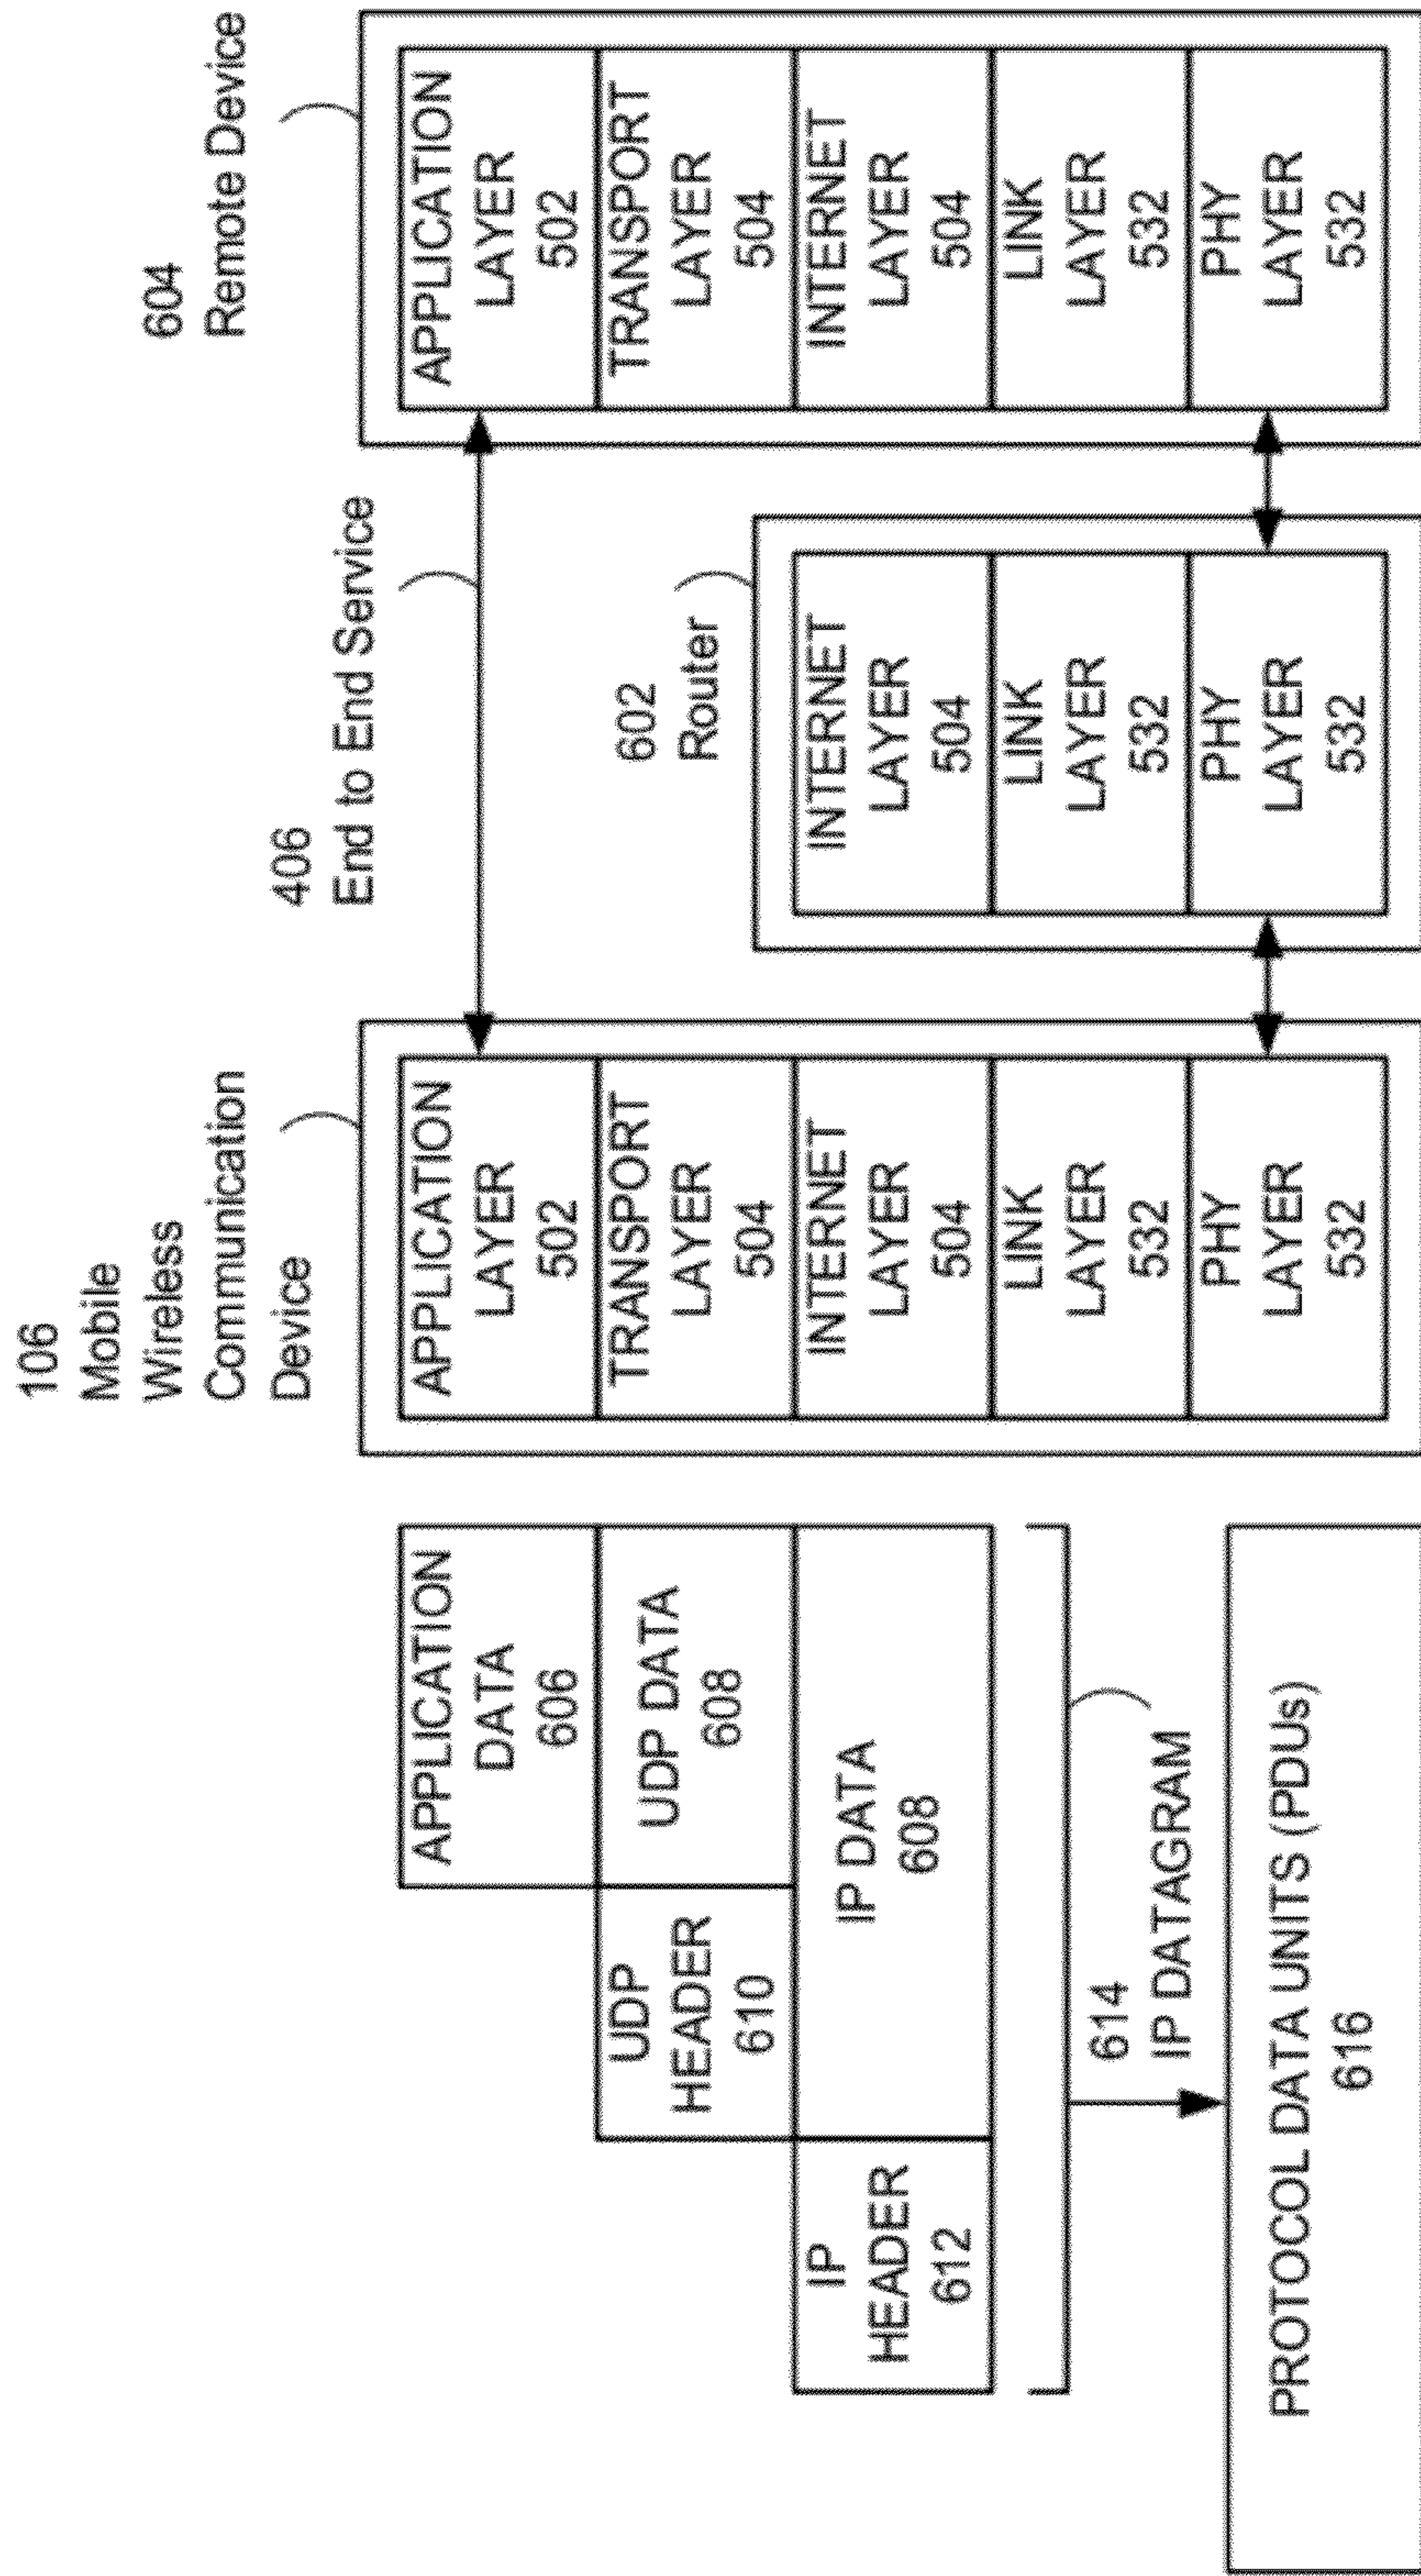 APPLICATION
DATA
606
UDP
HEADER
610
UDP DATA
608
IP
HEADER
612
IP DATA
608
614
IP DATAGRAM
PROTOCOL DATA UNITS (PDUs)
616
106
Mobile
Wireless
Communication
Device
APPLICATION
LAYER
502
TRANSPORT
LAYER
504
INTERNET
LAYER
504
LINK
LAYER
532
PHY
LAYER
532
406
End to End Service
602
Router
INTERNET
LAYER
504
LINK
LAYER
532
PHY
LAYER
532
604
Remote Device
APPLICATION
LAYER
502
TRANSPORT
LAYER
504
INTERNET
LAYER
504
LINK
LAYER
532
PHY
LAYER
532